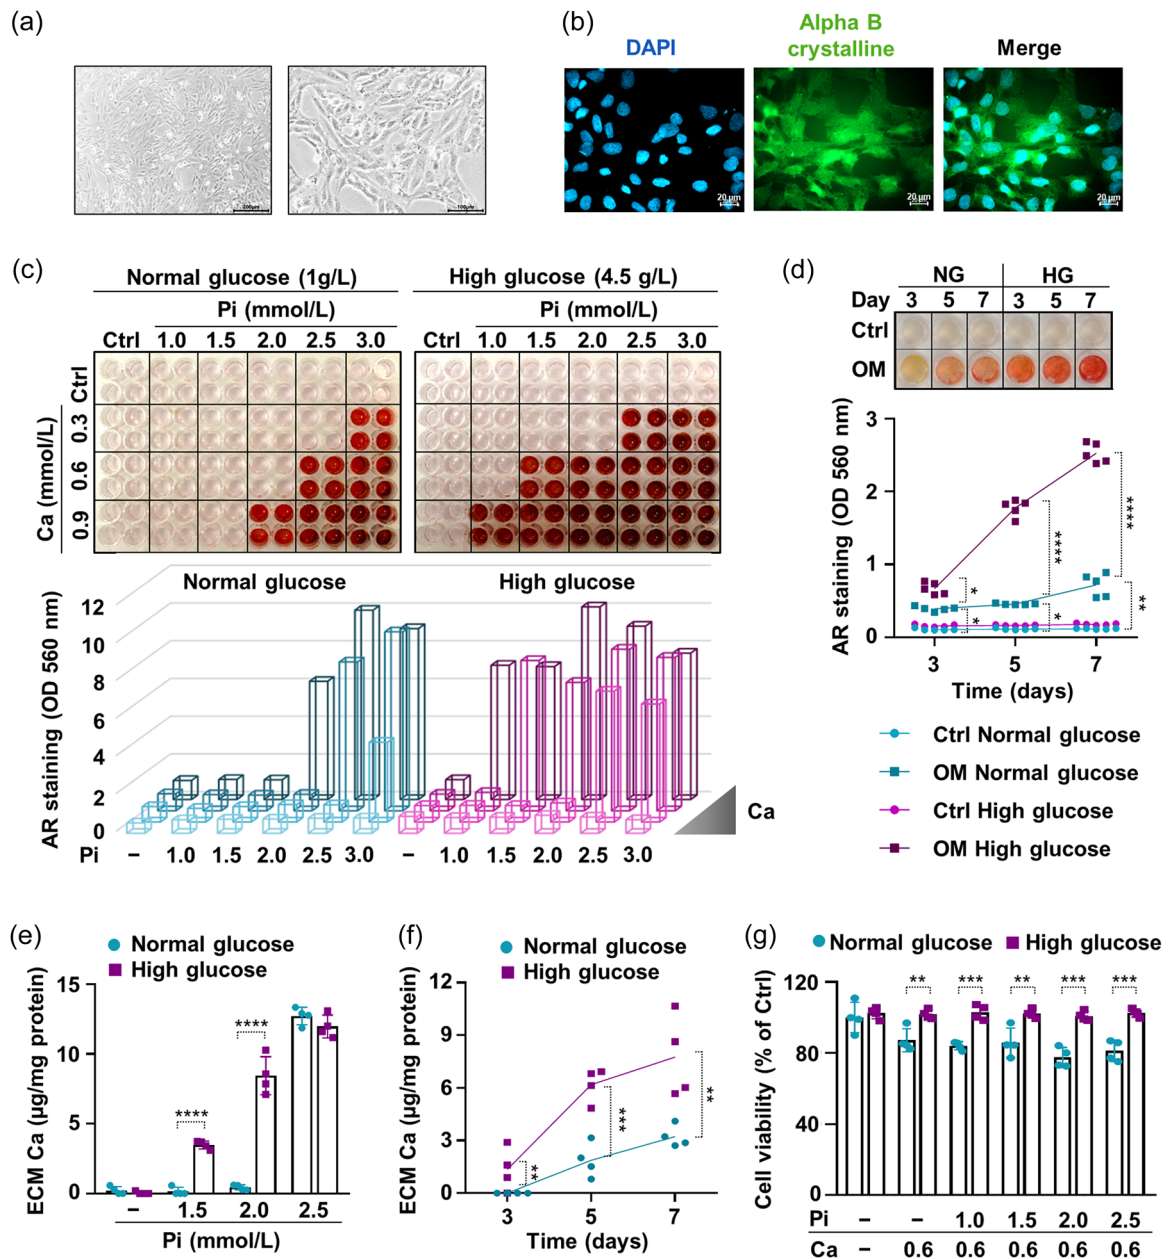 (a)
200μm
100μm
(b)
DAPI
Alpha B
crystalline
Merge
20 μm
20 μm
20 μm
(c)
Normal glucose (1g/L)
High glucose (4.5 g/L)
Pi (mmol/L)
Pi (mmol/L)
Ctrl 1.0 1.5 2.0 2.5 3.0
Ctrl 1.0 1.5 2.0 2.5 3.0
Ca (mmol/L)
Ctrl
0.3
0.6
0.9
Normal glucose
High glucose
AR staining (OD 560 nm)
12
10
8
6
4
2
0
Pi – 1.0 1.5 2.0 2.5 3.0 – 1.0 1.5 2.0 2.5 3.0
Ca
(d)
NG HG
Day 3 5 7 3 5 7
Ctrl
OM
AR staining (OD 560 nm)
3
2
1
0
*
*
****
*
****
**
3 5 7
Time (days)
Ctrl Normal glucose
OM Normal glucose
Ctrl High glucose
OM High glucose
(e)
Normal glucose
High glucose
ECM Ca (μg/mg protein)
15
10
5
0
****
****
– 1.5 2.0 2.5
Pi (mmol/L)
(f)
Normal glucose
High glucose
ECM Ca (μg/mg protein)
12
9
6
3
0
**
***
**
3 5 7
Time (days)
(g)
Normal glucose
High glucose
Cell viability (% of Ctrl)
120
80
40
0
** *** ** *** ***
Pi – – 1.0 1.5 2.0 2.5
Ca – 0.6 0.6 0.6 0.6 0.6